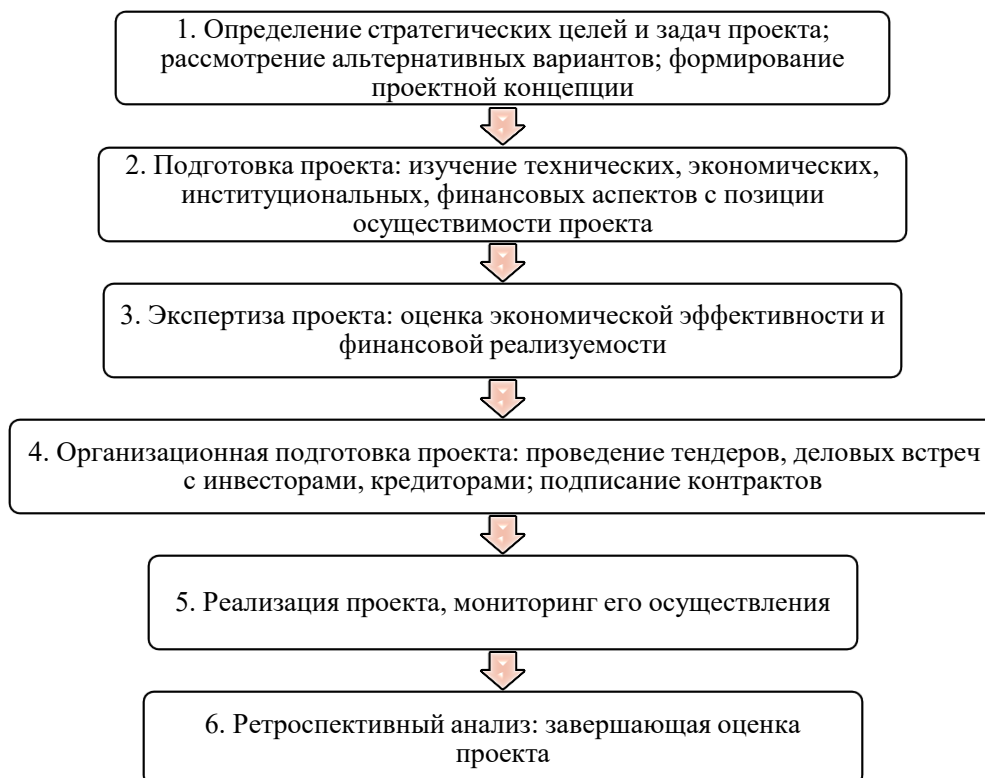 1. Определение стратегических целей и задач проекта;
рассмотрение альтернативных вариантов; формирование
проектной концепции
2. Подготовка проекта: изучение технических, экономических,
институциональных, финансовых аспектов с позиции
осуществимости проекта
3. Экспертиза проекта: оценка экономической эффективности и
финансовой реализуемости
4. Организационная подготовка проекта: проведение тендеров, деловых встреч
с инвесторами, кредиторами; подписание контрактов
5. Реализация проекта, мониторинг его осуществления
6. Ретроспективный анализ: завершающая оценка
проекта